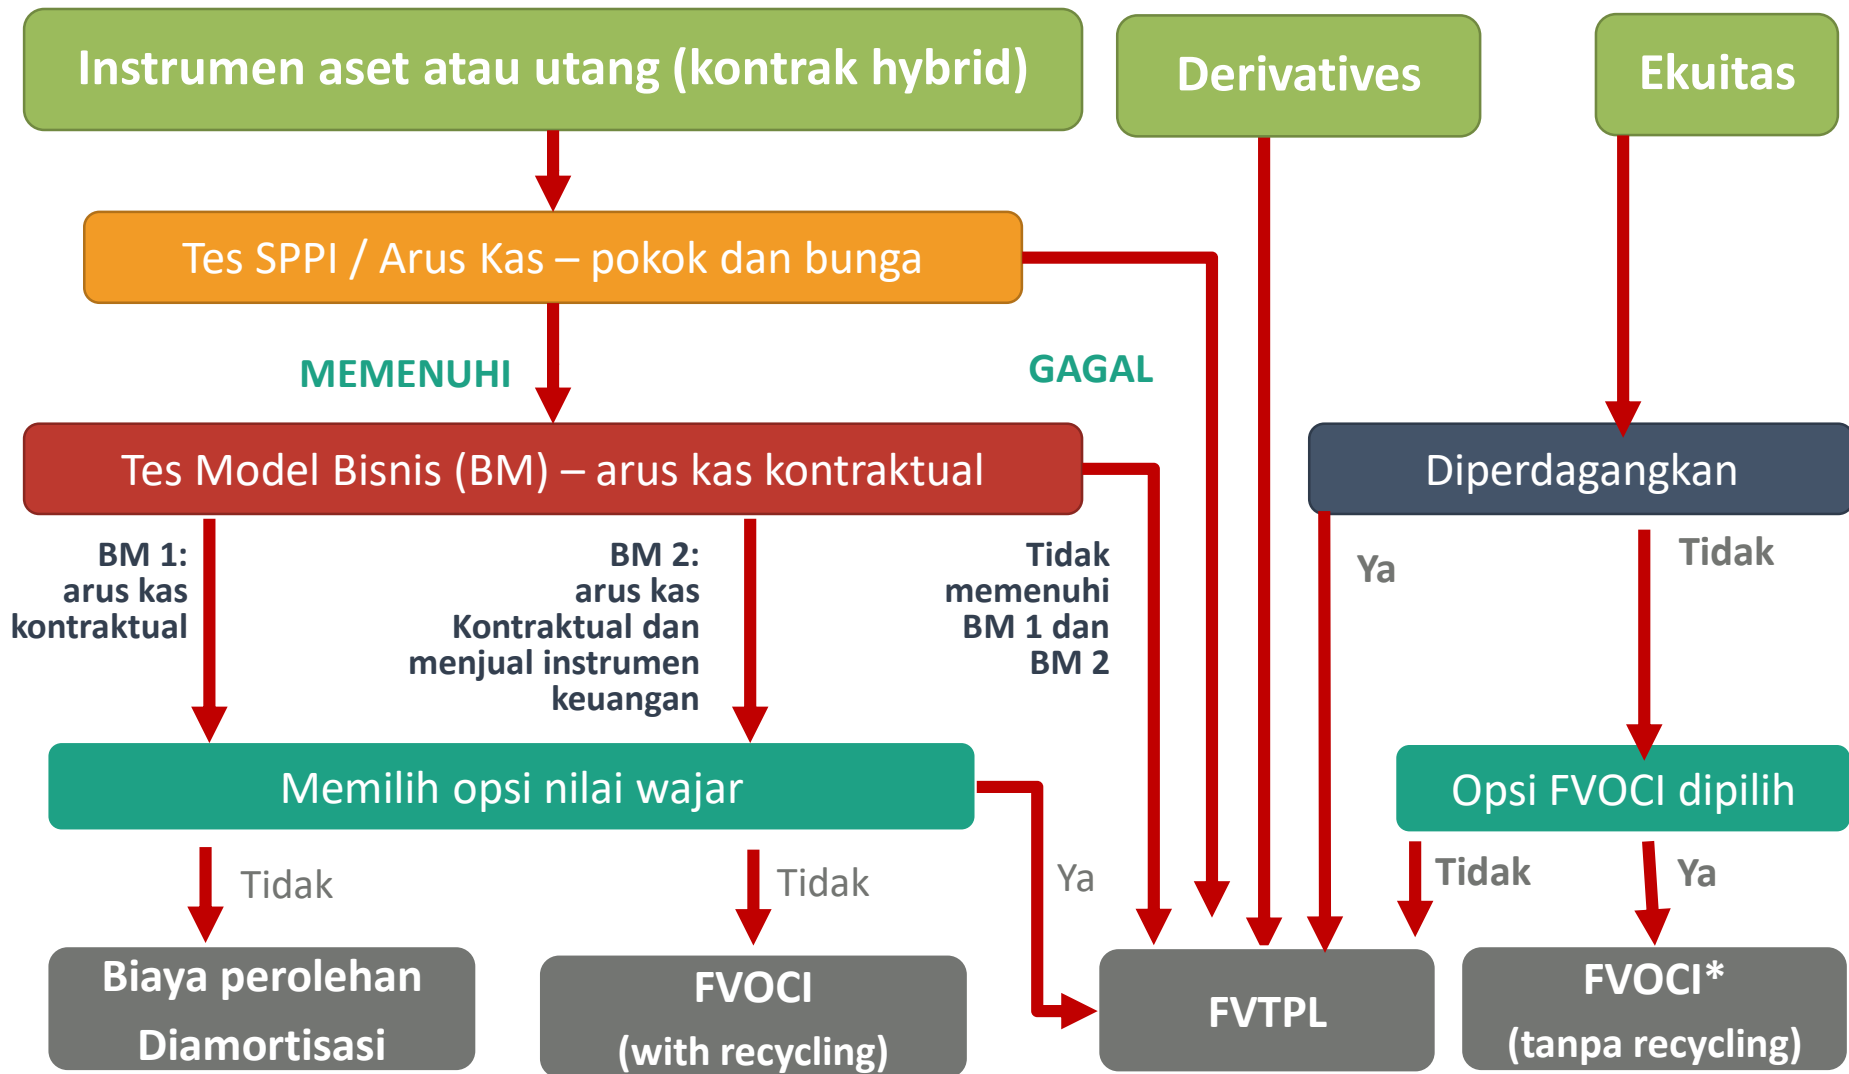 Instrumen aset atau utang (kontrak hybrid)
Derivatives
Ekuitas
Tes SPPI / Arus Kas – pokok dan bunga
MEMENUHI
GAGAL
Tes Model Bisnis (BM) – arus kas kontraktual
Diperdagangkan
BM 1:
arus kas
kontraktual
BM 2:
arus kas
Kontraktual dan
menjual instrumen
keuangan
Tidak
memenuhi
BM 1 dan
BM 2
Ya
Tidak
Memilih opsi nilai wajar
Opsi FVOCI dipilih
Tidak
Tidak
Ya
Tidak
Ya
Biaya perolehan
Diamortisasi
FVOCI
(with recycling)
FVTPL
FVOCI*
(tanpa recycling)